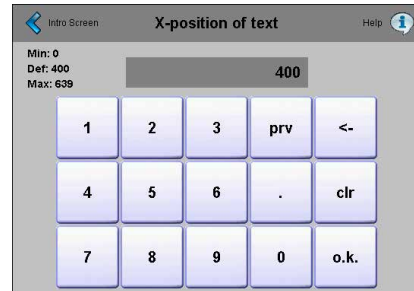 Intro Screen X-position of text Help
Min: 0
Def: 400
Max: 639
400
1 2 3 prv <-
4 5 6 . clr
7 8 9 0 o.k.